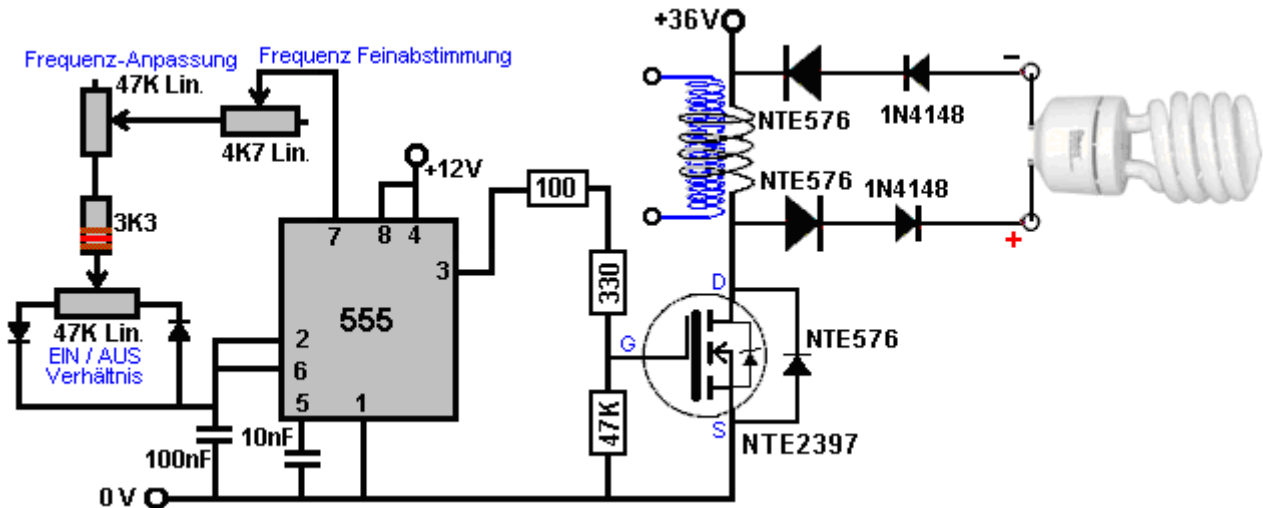 +36V
Frequenz-Anpassung
Frequenz Feinabstimmung
47K Lin.
4K7 Lin.
−
NTE576
1N4148
+12V
100
NTE576
1N4148
3K3
7
8
4
3
+
330
D
555
47K Lin.
EIN / AUS
Verhältnis
2
6
G
NTE576
5
1
47K
S
NTE2397
10nF
100nF
0 V